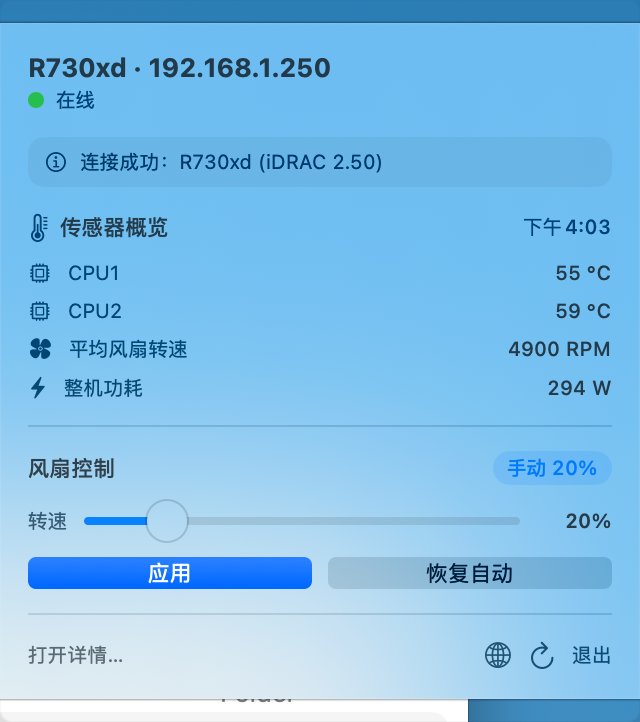 R730xd · 192.168.1.250
在线
连接成功：R730xd (iDRAC 2.50)
传感器概览 下午4:03
CPU1 55 °C
CPU2 59 °C
平均风扇转速 4900 RPM
整机功耗 294 W
风扇控制 手动 20%
转速 20%
应用 恢复自动
打开详情... 退出